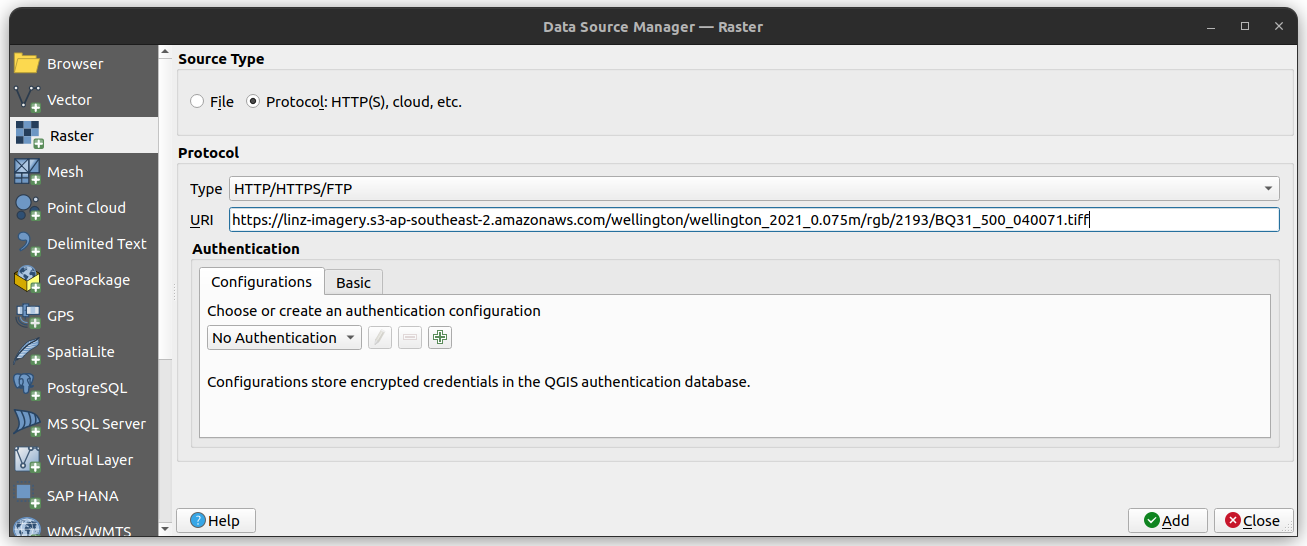 Data Source Manager — Raster
Browser
Vector
Raster
Mesh
Point Cloud
Delimited Text
GeoPackage
GPS
SpatiaLite
PostgreSQL
MS SQL Server
Virtual Layer
SAP HANA
WMS/WMTS
Source Type
File
Protocol: HTTP(S), cloud, etc.
Protocol
Type HTTP/HTTPS/FTP
URI https://linz-imagery.s3-ap-southeast-2.amazonaws.com/wellington/wellington_2021_0.075m/rgb/2193/BQ31_500_040071.tiff
Authentication
Configurations Basic
Choose or create an authentication configuration
No Authentication
Configurations store encrypted credentials in the QGIS authentication database.
Help Add Close